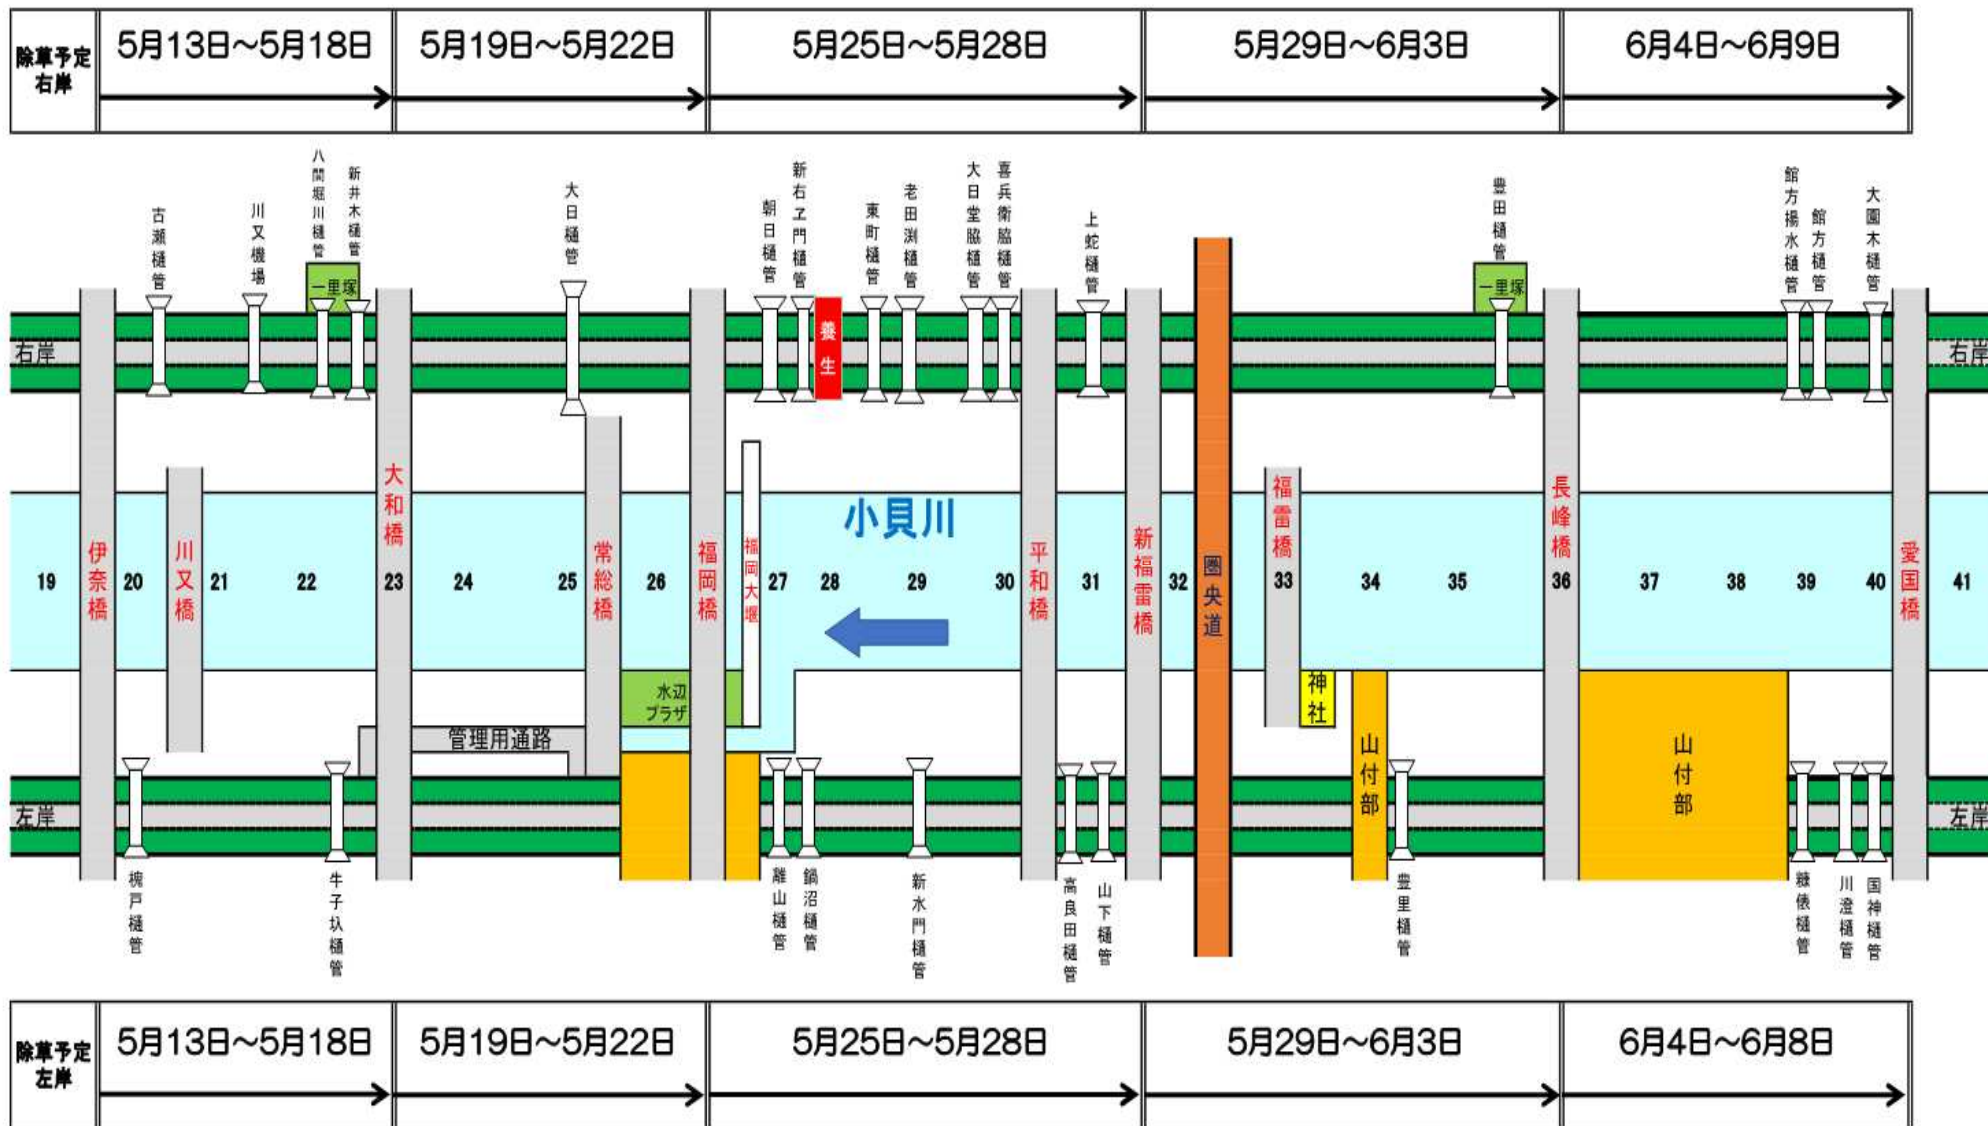 除草予定
右岸
5月13日～5月18日
5月19日～5月22日
5月25日～5月28日
5月29日～6月3日
6月4日～6月9日
古瀬樋管
川又機場
八間堀川樋管
新井木樋管
大日樋管
朝日樋管
新右ヱ門樋管
東町樋管
老田渕樋管
大日堂脇樋管
喜兵衛脇樋管
上蛇樋管
豊田樋管
館方揚水樋管
館方樋管
大園木樋管
一里塚
一里塚
養生
右岸
右岸
伊奈橋
川又橋
大和橋
常総橋
福岡橋
福岡大堰
小貝川
平和橋
新福雷橋
圏央道
福雷橋
長峰橋
愛国橋
19
20
21
22
23
24
25
26
27
28
29
30
31
32
33
34
35
36
37
38
39
40
41
水辺
プラザ
神社
管理用通路
山付部
山付部
左岸
左岸
槐戸樋管
牛子圦樋管
離山樋管
鍋沼樋管
新水門樋管
高良田樋管
山下樋管
豊里樋管
糠俵樋管
川澄樋管
国神樋管
除草予定
左岸
5月13日～5月18日
5月19日～5月22日
5月25日～5月28日
5月29日～6月3日
6月4日～6月8日